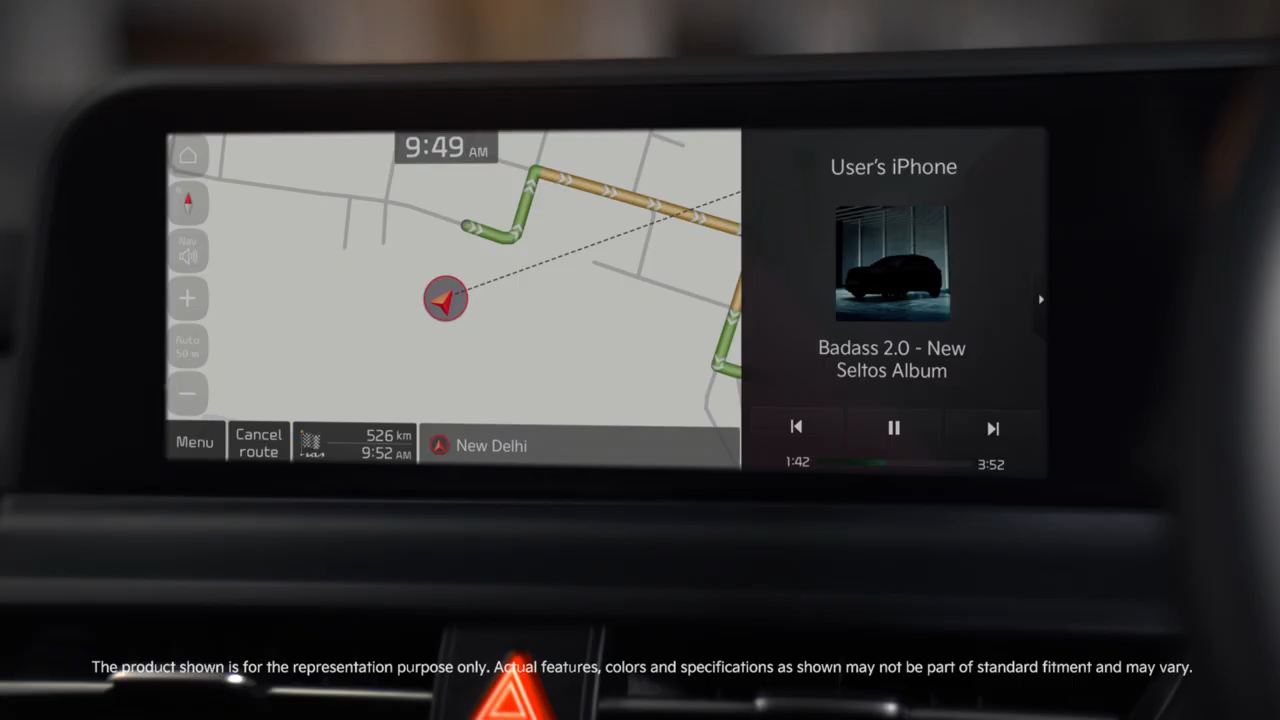 9:49 AM
Nav
Auto
50 m
Menu
Cancel
route
KIA
526 km
9:52 AM
New Delhi
User's iPhone
Badass 2.0 - New
Seltos Album
1:42
3:52
The product shown is for the representation purpose only. Actual features, colors and specifications as shown may not be part of standard fitment and may vary.